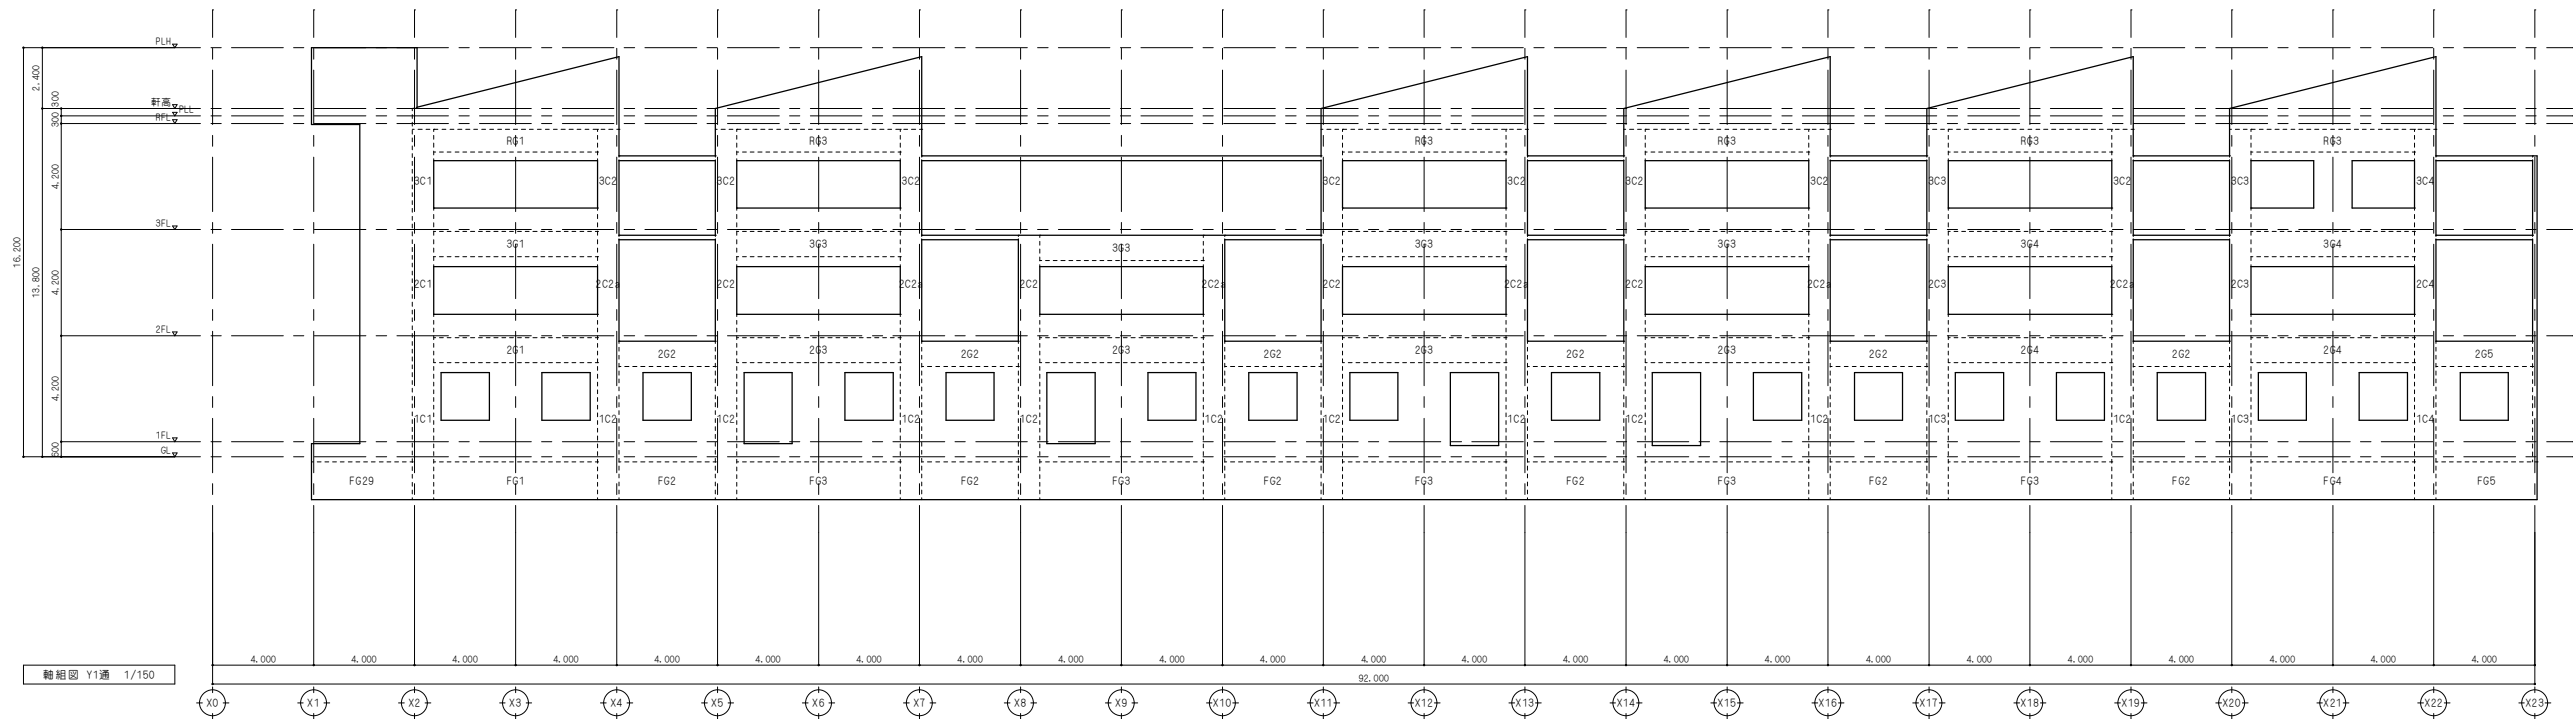 PLH
2.400
300
軒高
PLL
300
RFL
RG1 RG3 RG3 RG3 RG3 RG3
4.200
3C1 3C2 3C2 3C2 3C2 3C2 3C2 3C2 3C3 3C2 3C3 3C4
3FL
3G1 3G3 3G3 3G3 3G3 3G4 3G4
16.200
13.800
4.200
2C1 2C2a 2C2 2C2a 2C2 2C2a 2C2 2C2a 2C2 2C2a 2C3 2C2a 2C3 2C4
2FL
2G1 2G2 2G3 2G2 2G3 2G2 2G3 2G2 2G3 2G2 2G4 2G2 2G4 2G5
4.200
1C1 1C2 1C2 1C2 1C2 1C2 1C2 1C2 1C2 1C2 1C3 1C2 1C3 1C4
1FL
600
GL
FG29 FG1 FG2 FG3 FG2 FG3 FG2 FG3 FG2 FG3 FG2 FG3 FG2 FG4 FG5
4.000 4.000 4.000 4.000 4.000 4.000 4.000 4.000 4.000 4.000 4.000 4.000 4.000 4.000 4.000 4.000 4.000 4.000 4.000 4.000 4.000 4.000 4.000
軸組図 Y1通 1/150
92.000
X0 X1 X2 X3 X4 X5 X6 X7 X8 X9 X10 X11 X12 X13 X14 X15 X16 X17 X18 X19 X20 X21 X22 X23